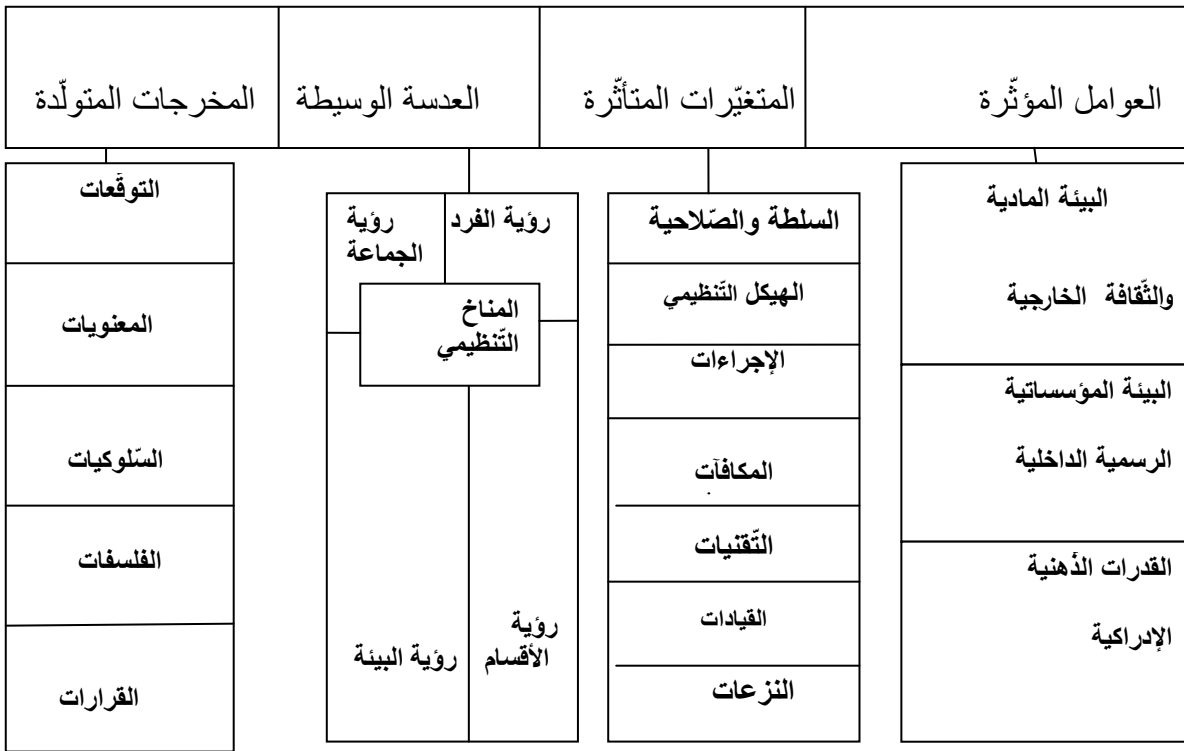 العوامل المؤثّرة
المتغيّرات المتأثّرة
العدسة الوسيطة
المخرجات المتولّدة
البيئة المادية
والثّقافة الخارجية
البيئة المؤسساتية
الرسمية الداخلية
القدرات الذّهنية
الإدراكية
السلطة والصّلاحية
الهيكل التّنظيمي
الإجراءات
المكافآت
التّقنيات
القيادات
النزعات
رؤية الفرد
رؤية
الجماعة
المناخ
التّنظيمي
رؤية
الأقسام
رؤية البيئة
التوقّعات
المعنويات
السّلوكيات
الفلسفات
القرارات